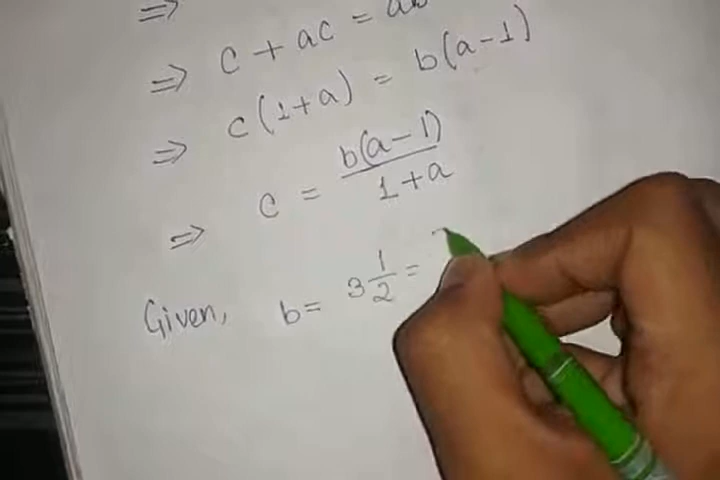 ⇒
⇒ c + ac = ab
⇒ c(1+a) = b(a-1)
⇒ c = b(a-1)/1+a
Given, b = 3 1/2 =